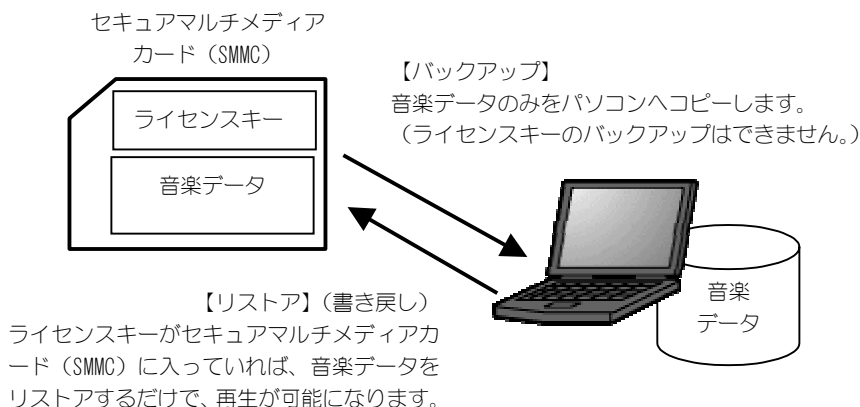 セキュアマルチメディア
カード（SMMC）
ライセンスキー
音楽データ
【バックアップ】
音楽データのみをパソコンへコピーします。
（ライセンスキーのバックアップはできません。）
音楽
データ
【リストア】（書き戻し）
ライセンスキーがセキュアマルチメディアカ
ード（SMMC）に入っていれば、音楽データを
リストアするだけで、再生が可能になります。